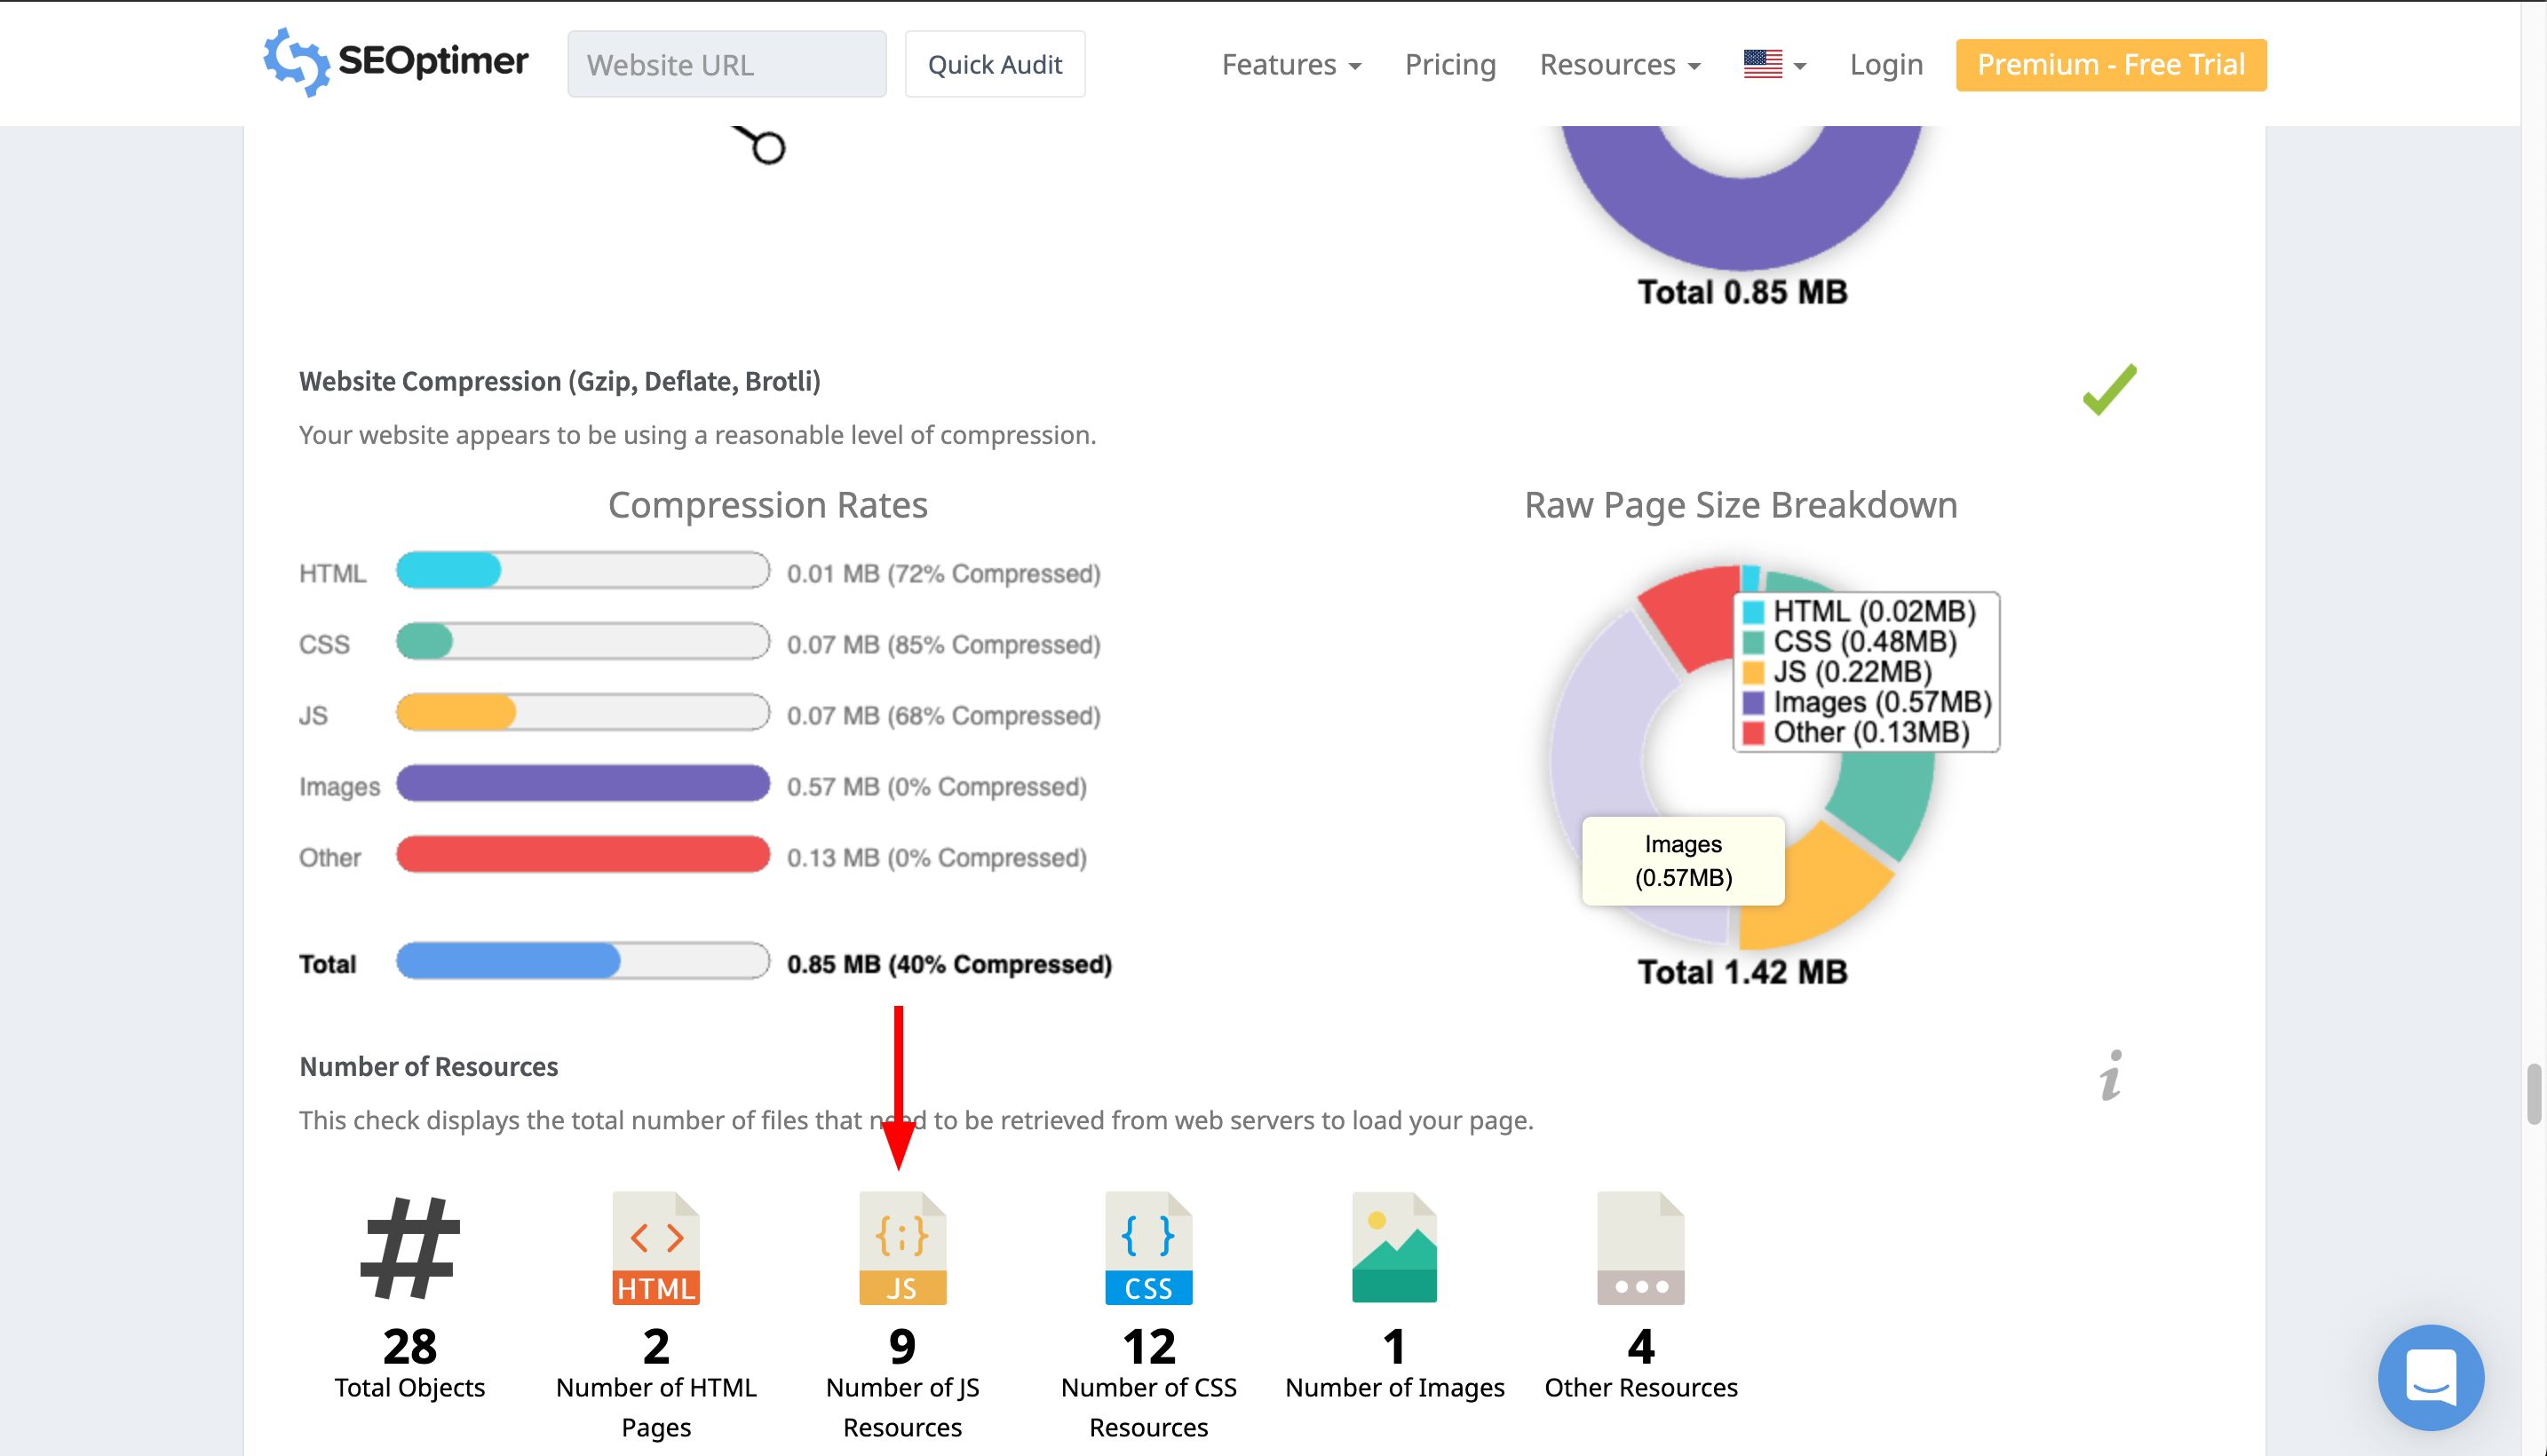 SEOptimer
Website URL
Quick Audit
Features
Pricing
Resources
Login
Premium - Free Trial
Total 0.85 MB
Website Compression (Gzip, Deflate, Brotli)
Your website appears to be using a reasonable level of compression.
Compression Rates
HTML 0.01 MB (72% Compressed)
CSS 0.07 MB (85% Compressed)
JS 0.07 MB (68% Compressed)
Images 0.57 MB (0% Compressed)
Other 0.13 MB (0% Compressed)
Total 0.85 MB (40% Compressed)
Raw Page Size Breakdown
HTML (0.02MB)
CSS (0.48MB)
JS (0.22MB)
Images (0.57MB)
Other (0.13MB)
Images
(0.57MB)
Total 1.42 MB
Number of Resources
i
This check displays the total number of files that need to be retrieved from web servers to load your page.
#
28
Total Objects
< >
HTML
2
Number of HTML
Pages
{;}
JS
9
Number of JS
Resources
{ }
CSS
12
Number of CSS
Resources
1
Number of Images
4
Other Resources